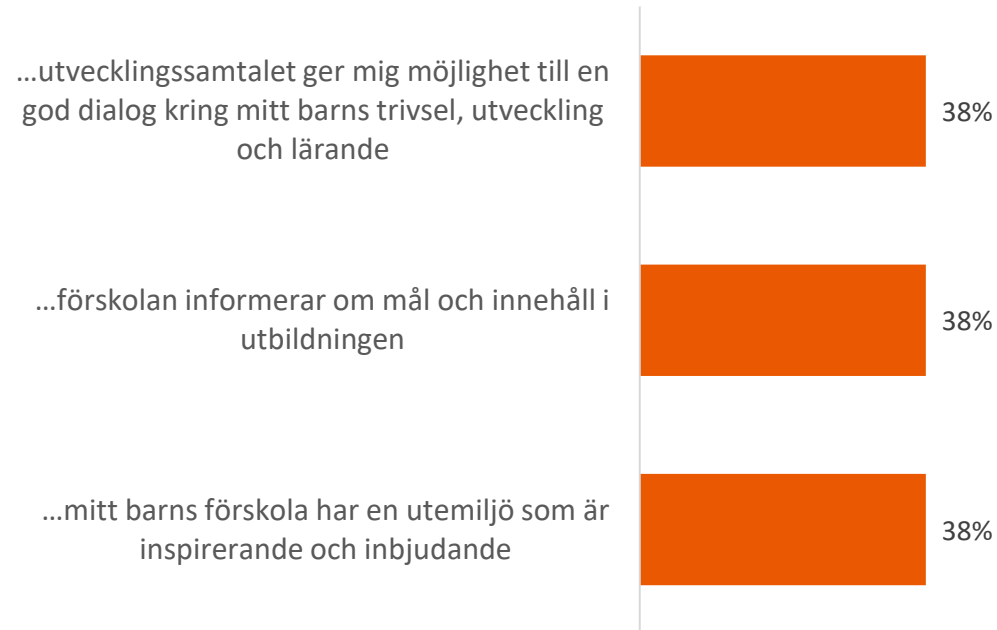 ...utvecklingssamtalet ger mig möjlighet till en
god dialog kring mitt barns trivsel, utveckling
och lärande
38%
...förskolan informerar om mål och innehåll i
utbildningen
38%
...mitt barns förskola har en utemiljö som är
inspirerande och inbjudande
38%